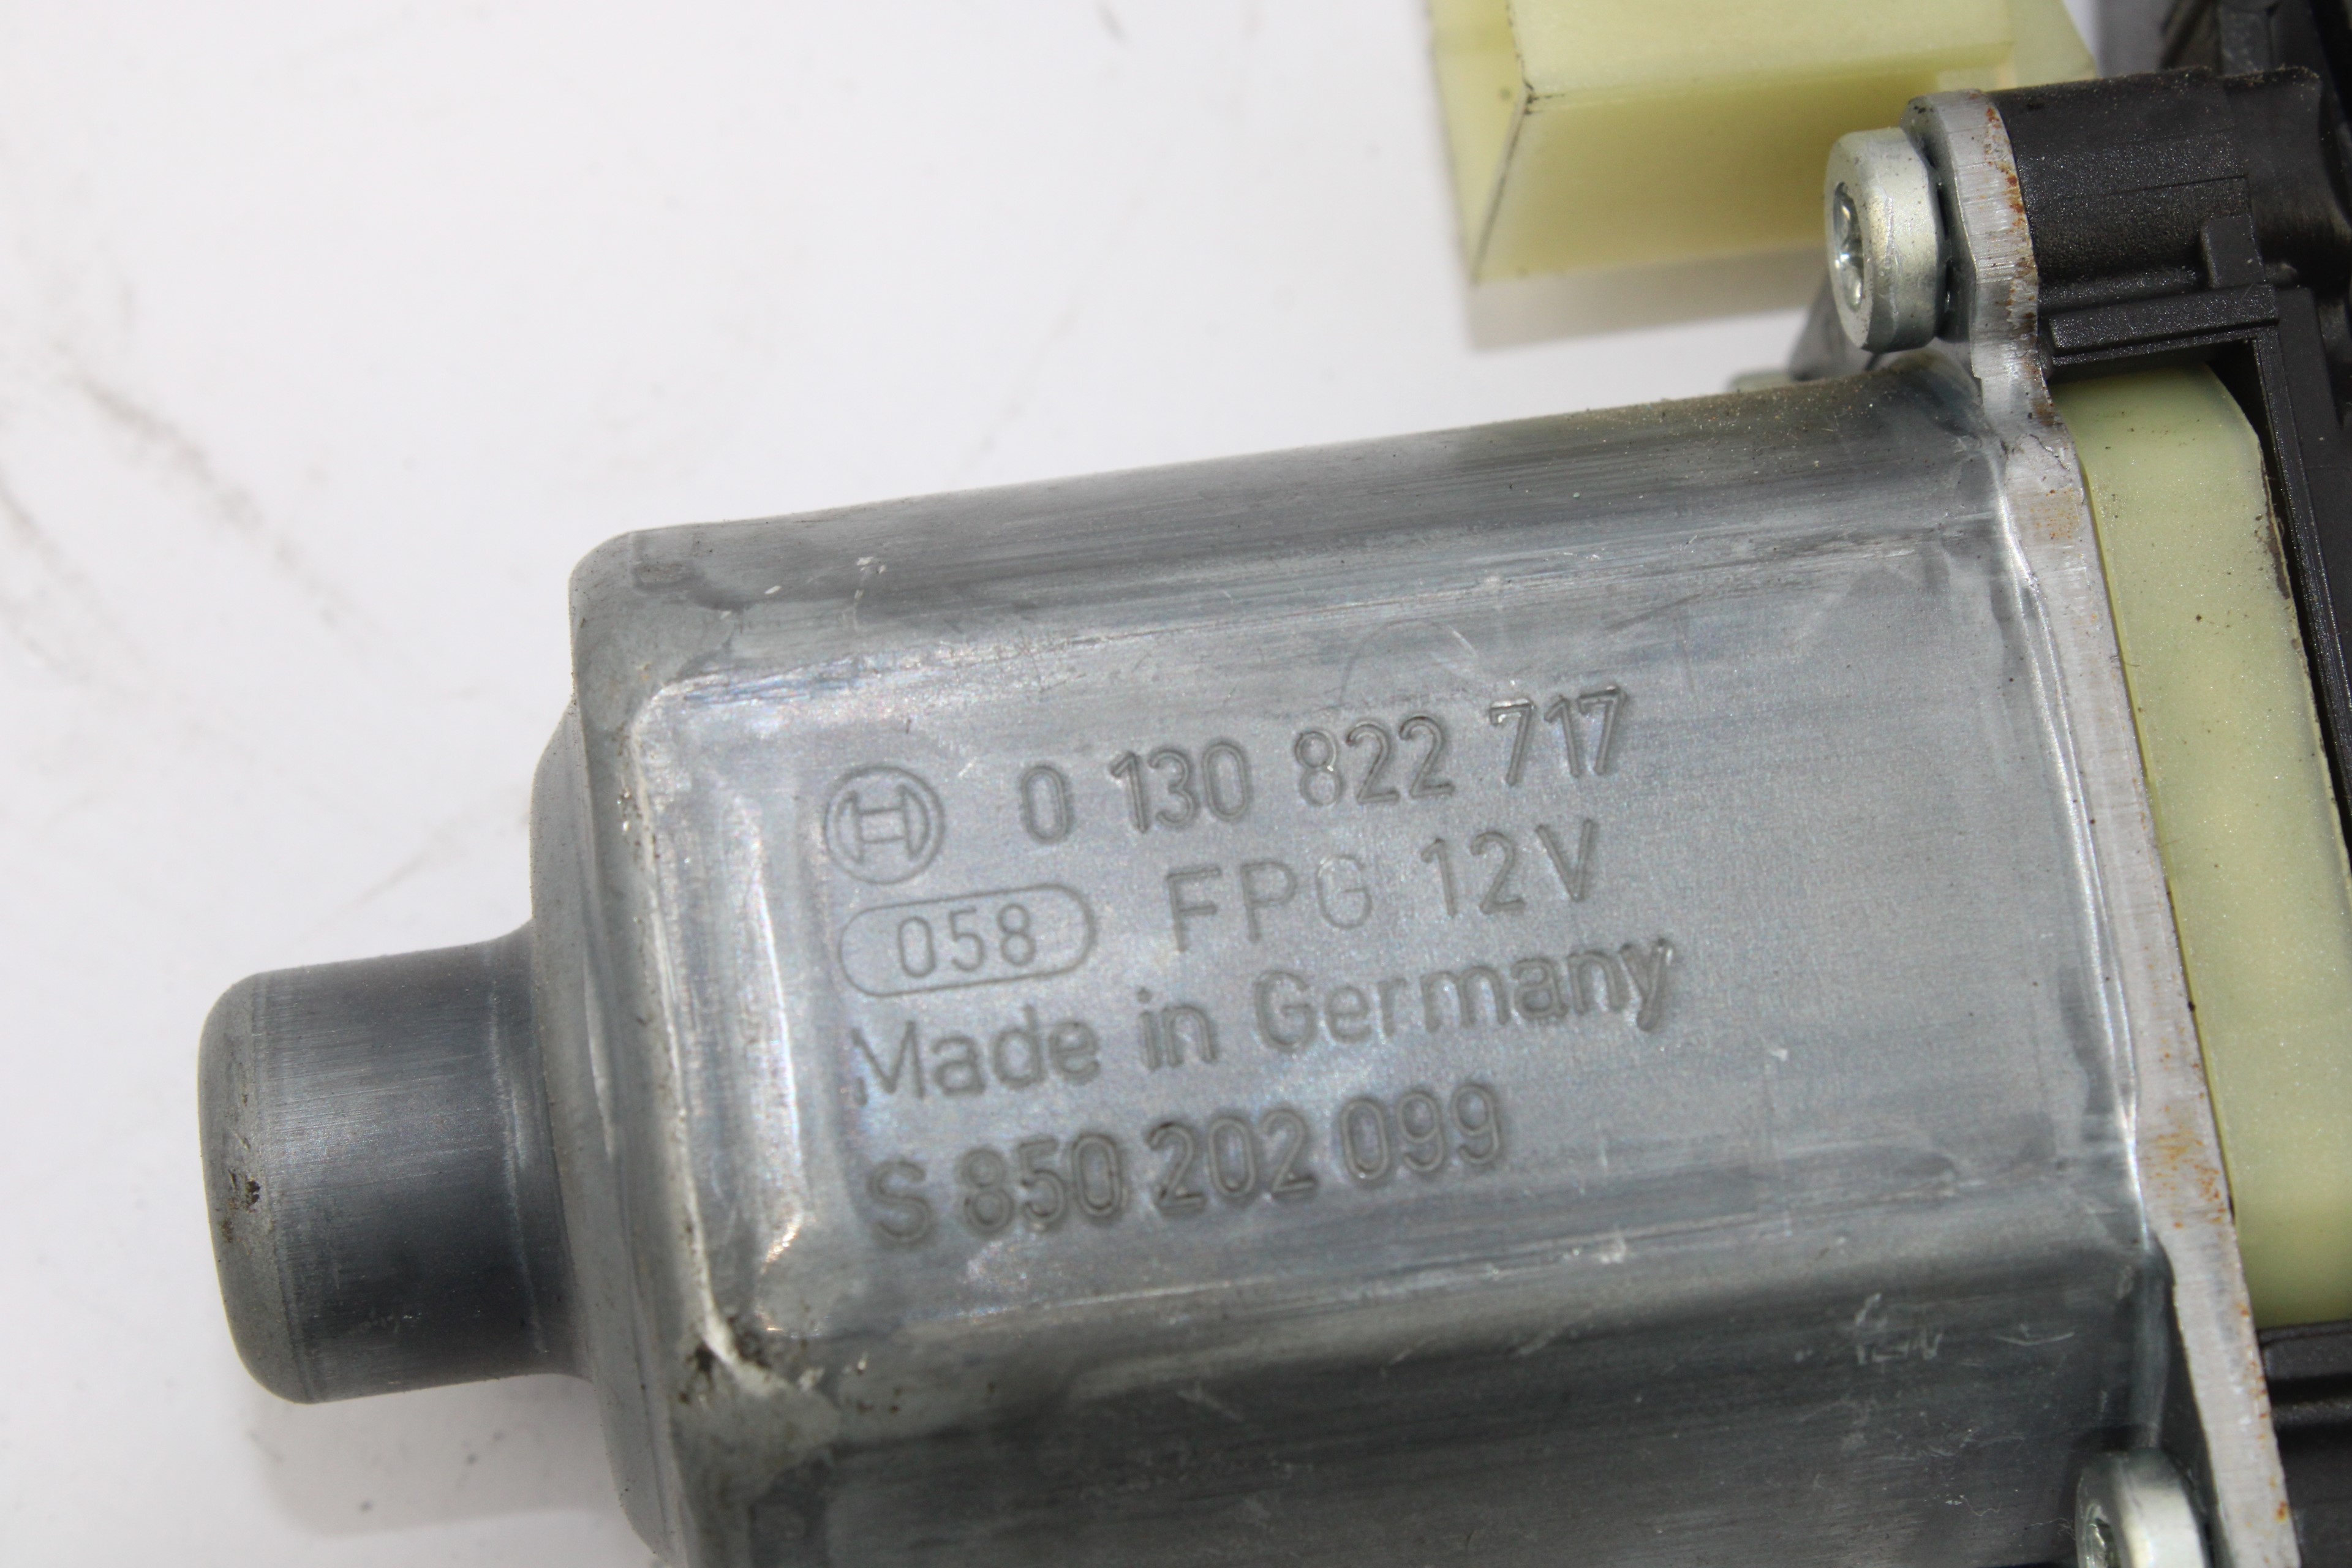 0 130 822 717
058 FPG 12V
Made in Germany
S 850 202 099